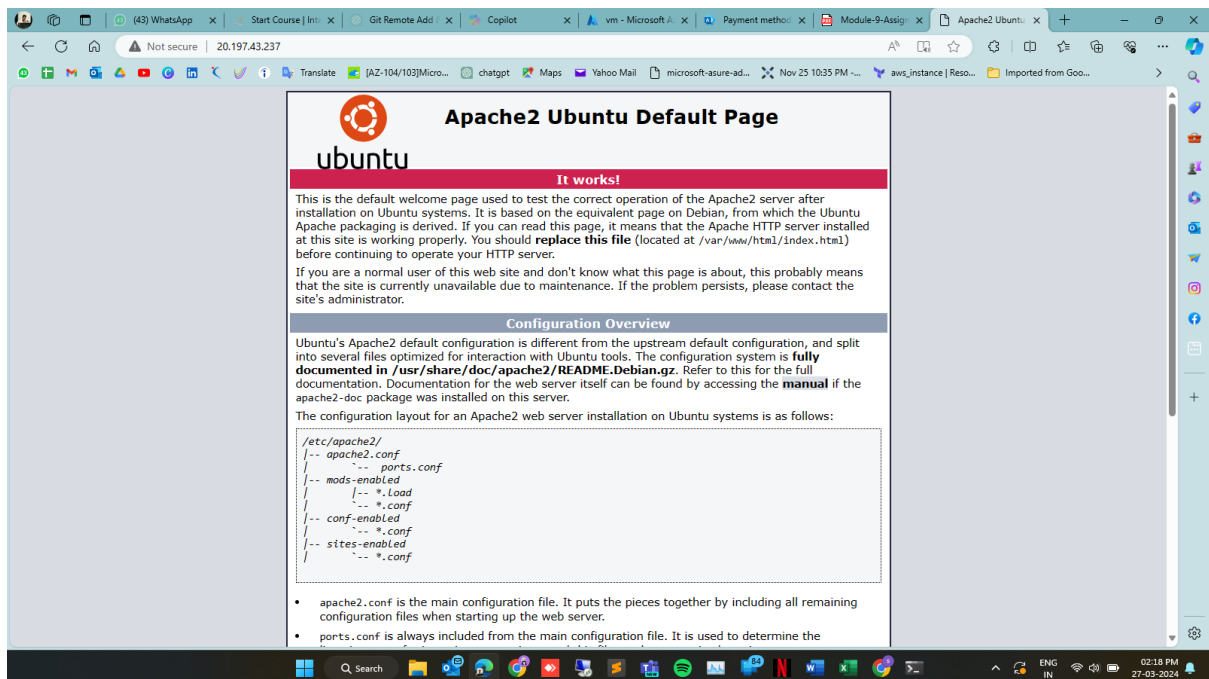 (43) WhatsApp
Start Course | Int
Git Remote Add
Copilot
vm - Microsoft A
Payment method
Module-9-Assign
Apache2 Ubuntu
Not secure | 20.197.43.237
Translate
[AZ-104/103]Micro...
chatgpt
Maps
Yahoo Mail
microsoft-asure-ad...
Nov 25 10:35 PM -...
aws_instance | Reso...
Imported from Goo...
ubuntu
Apache2 Ubuntu Default Page
It works!
This is the default welcome page used to test the correct operation of the Apache2 server after
installation on Ubuntu systems. It is based on the equivalent page on Debian, from which the Ubuntu
Apache packaging is derived. If you can read this page, it means that the Apache HTTP server installed
at this site is working properly. You should replace this file (located at /var/www/html/index.html)
before continuing to operate your HTTP server.
If you are a normal user of this web site and don't know what this page is about, this probably means
that the site is currently unavailable due to maintenance. If the problem persists, please contact the
site's administrator.
Configuration Overview
Ubuntu's Apache2 default configuration is different from the upstream default configuration, and split
into several files optimized for interaction with Ubuntu tools. The configuration system is fully
documented in /usr/share/doc/apache2/README.Debian.gz. Refer to this for the full
documentation. Documentation for the web server itself can be found by accessing the manual if the
apache2-doc package was installed on this server.
The configuration layout for an Apache2 web server installation on Ubuntu systems is as follows:
/etc/apache2/
|-- apache2.conf
|       `--  ports.conf
|-- mods-enabled
|       |-- *.load
|       `-- *.conf
|-- conf-enabled
|       `-- *.conf
|-- sites-enabled
|       `-- *.conf
• apache2.conf is the main configuration file. It puts the pieces together by including all remaining
configuration files when starting up the web server.
• ports.conf is always included from the main configuration file. It is used to determine the
Search
84
ENG
IN
02:18 PM
27-03-2024